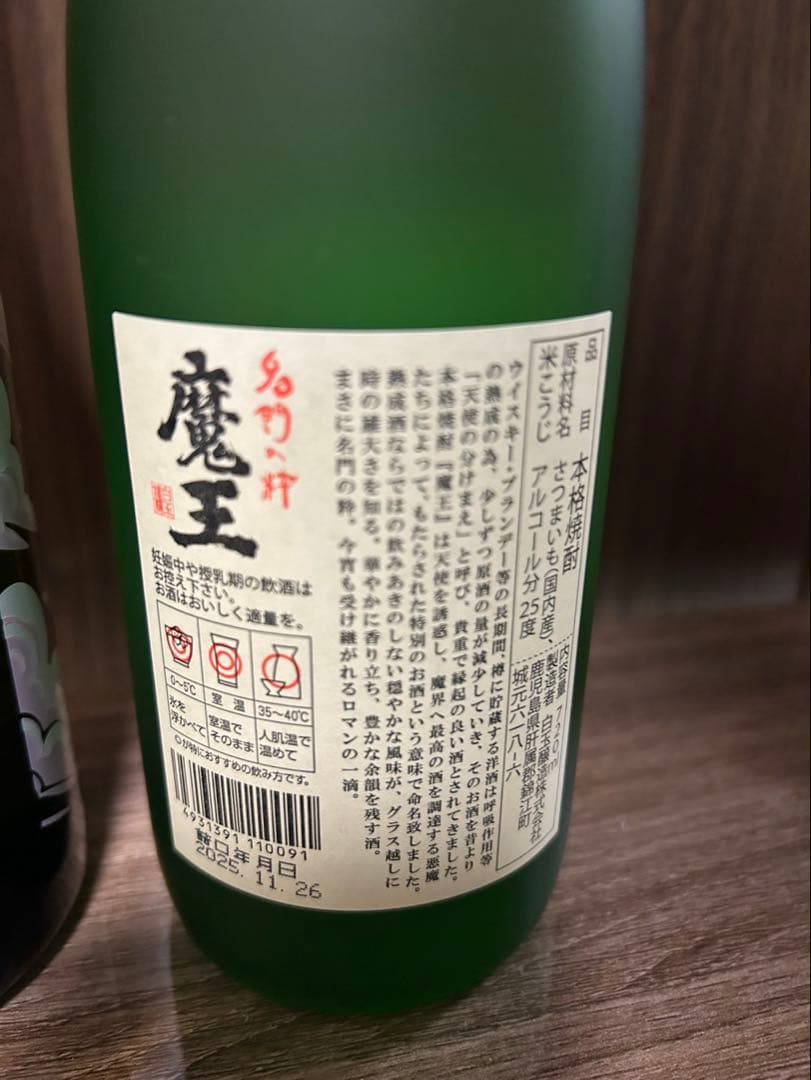 品目 本格焼酎
原材料名 さつまいも(国内産)、
米こうじ アルコール分 25度
内容量 720ml
製造者 白玉醸造株式会社
鹿児島県肝属郡錦江町
城元六一八ー六
ウイスキー・ブランデー等の長期間、樽に貯蔵する洋酒は呼吸作用等
の熟成の為、少しずつ原酒の量が減少していき、そのお酒を昔より
「天使の分けまえ」と呼び、貴重で縁起の良い酒とされてきました。
本格焼酎『魔王』は天使を誘惑し、魔界へ最高の酒を調達する悪魔
たちによって、もたらされた特別のお酒という意味で命名致しました。
熟成酒ならではの飲みあきのしない穏やかな風味が、グラス越しに
時の雄大さを知る。華やかに香り立ち、豊かな余韻を残す酒。
まさに名門の粋。今宵も受け継がれるロマンの一滴。
名門の粋
魔王
妊娠中や授乳期の飲酒は
お控え下さい。
お酒はおいしく適量を。
0〜5℃ 室温 35〜40℃
氷を
浮かべて
室温で
そのまま
人肌温で
温めて
◎が特におすすめの飲み方です。
4931391 110091
詰口年月日
2025.11.26